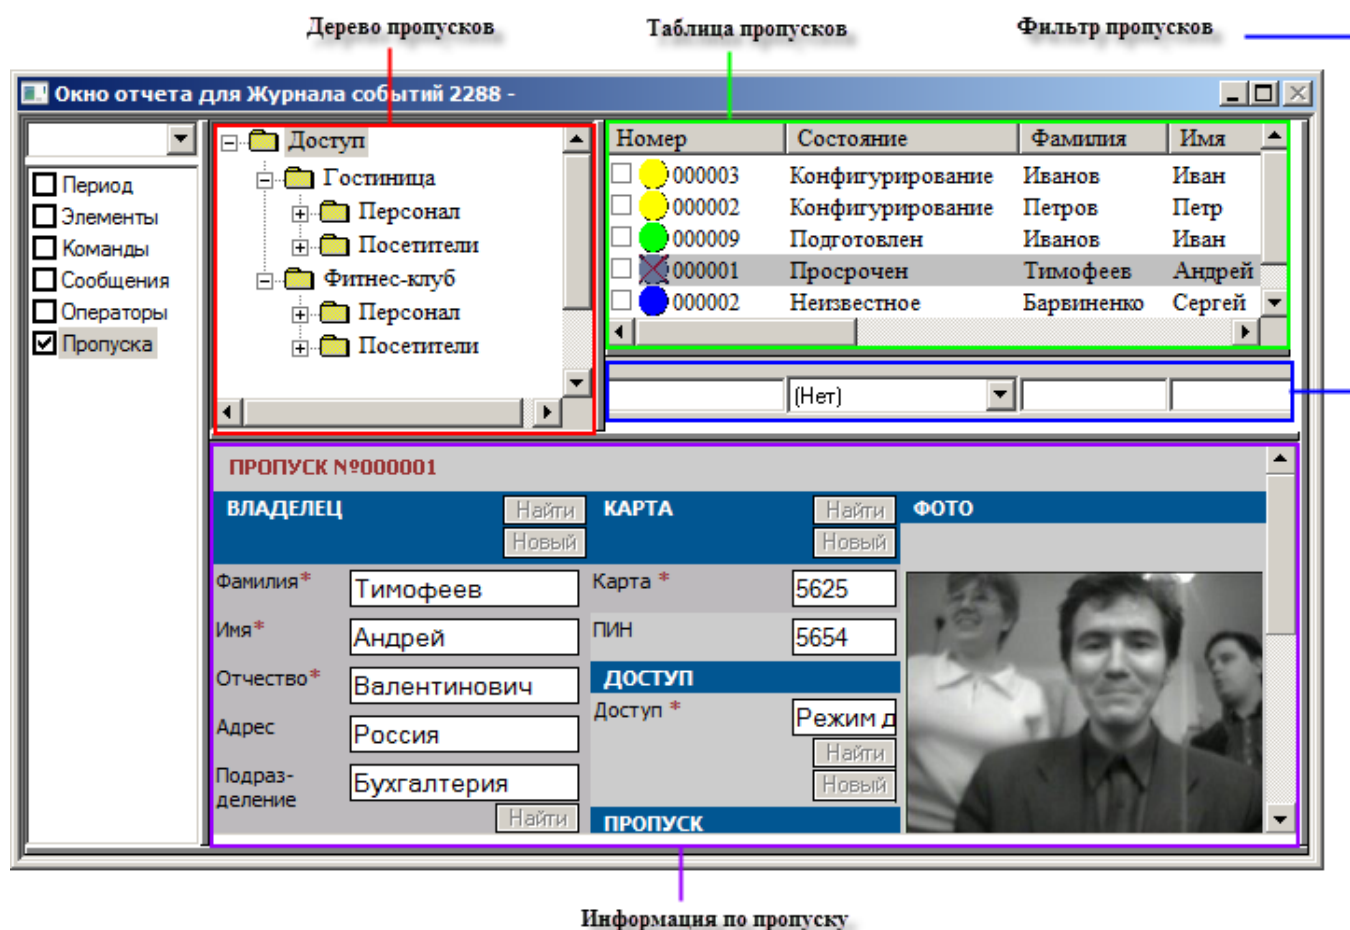 Дерево пропусков
Таблица пропусков
Фильтр пропусков
Окно отчета для Журнала событий 2288 -
Период
Элементы
Команды
Сообщения
Операторы
Пропуска
Доступ
Гостиница
Персонал
Посетители
Фитнес-клуб
Персонал
Посетители
Номер Состояние Фамилия Имя
000003 Конфигурирование Иванов Иван
000002 Конфигурирование Петров Петр
000009 Подготовлен Иванов Иван
000001 Просрочен Тимофеев Андрей
000002 Неизвестное Барвиненко Сергей
(Нет)
ПРОПУСК №000001
ВЛАДЕЛЕЦ
Найти
Новый
Фамилия* Тимофеев
Имя* Андрей
Отчество* Валентинович
Адрес Россия
Подраз-
деление
Бухгалтерия
Найти
КАРТА
Найти
Новый
Карта * 5625
ПИН 5654
ДОСТУП
Доступ * Режим д
Найти
Новый
ПРОПУСК
ФОТО
Информация по пропуску